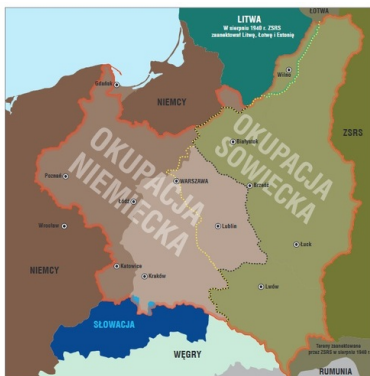 ŁOTWA
LITWA
W sierpniu 1940 r. ZSRS
zaanektował Litwę, Łotwę i Estonię
Wilno
Gdańsk
NIEMCY
ZSRS
Białystok
OKUPACJA
NIEMIECKA
OKUPACJA
SOWIECKA
Poznań
WARSZAWA
Brześć
Łódź
Wrocław
Lublin
Łuck
NIEMCY
Katowice
Kraków
Lwów
SŁOWACJA
WĘGRY
Tereny zaanektowane
przez ZSRS w sierpniu 1940 r.
RUMUNIA